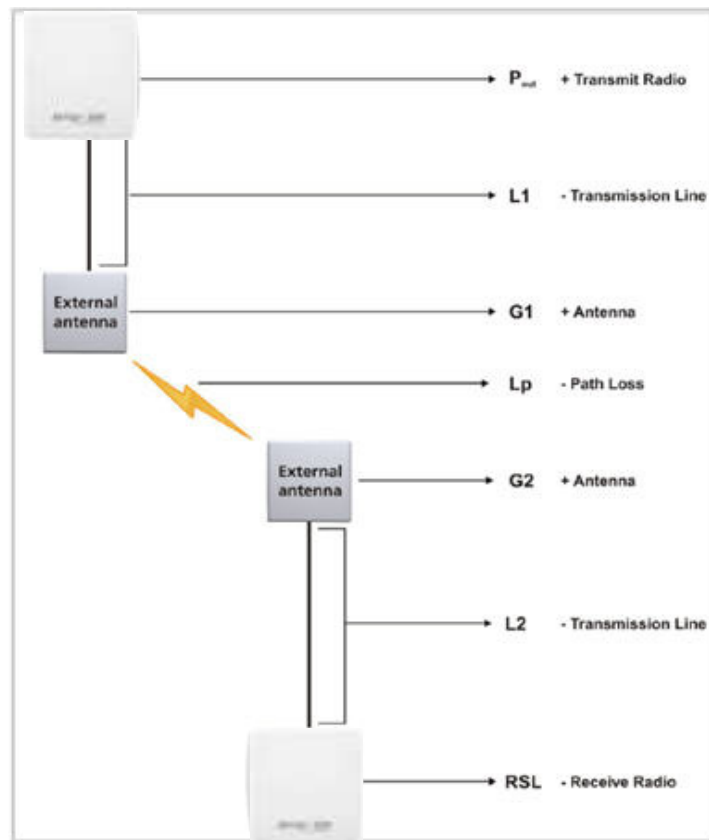 P_out + Transmit Radio
L1 - Transmission Line
External
antenna
G1 + Antenna
Lp - Path Loss
External
antenna
G2 + Antenna
L2 - Transmission Line
RSL - Receive Radio